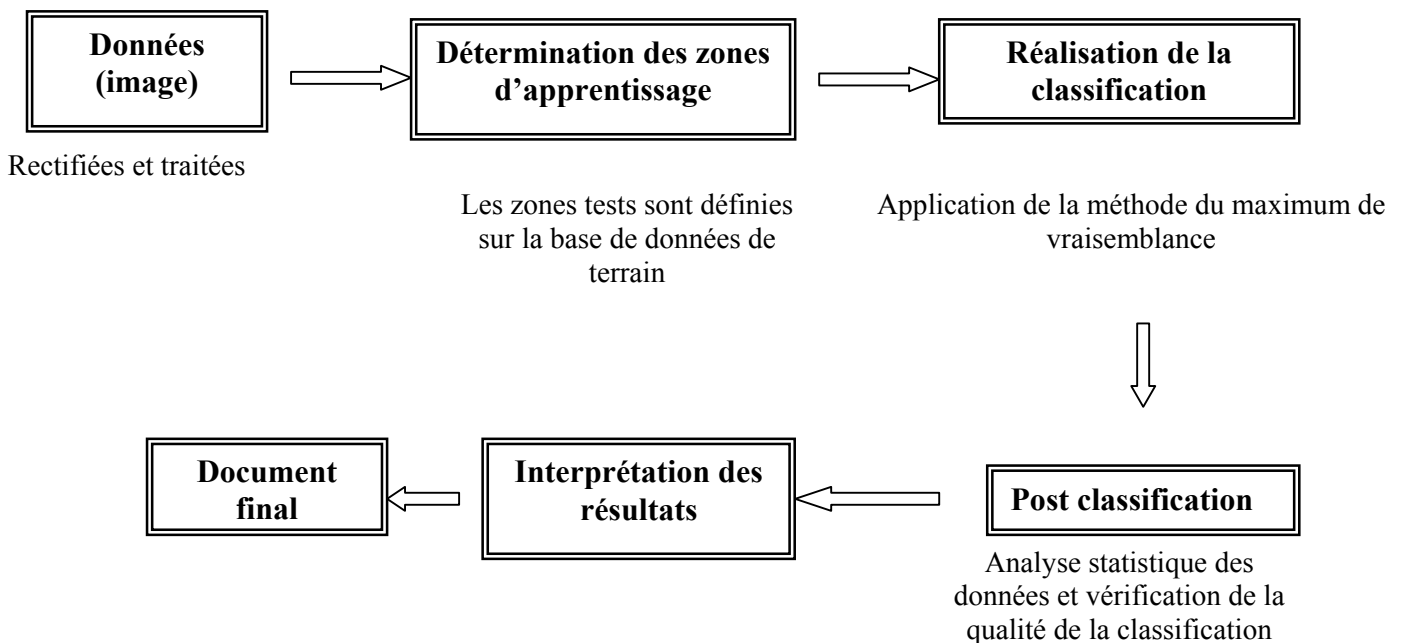 Données
(image)
Rectifiées et traitées
Détermination des zones
d’apprentissage
Les zones tests sont définies
sur la base de données de
terrain
Réalisation de la
classification
Application de la méthode du maximum de
vraisemblance
Post classification
Analyse statistique des
données et vérification de la
qualité de la classification
Interprétation des
résultats
Document
final